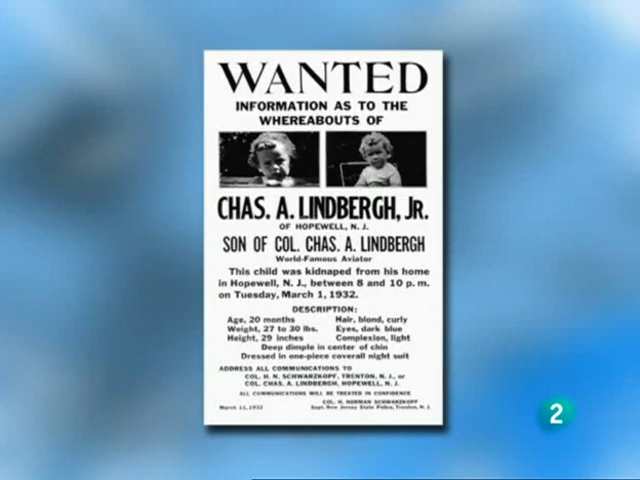 WANTED
INFORMATION AS TO THE
WHEREABOUTS OF
CHAS. A. LINDBERGH, JR.
OF HOPEWELL, N. J.
SON OF COL. CHAS. A. LINDBERGH
World-Famous Aviator
This child was kidnaped from his home
in Hopewell, N. J., between 8 and 10 p. m.
on Tuesday, March 1, 1932.
DESCRIPTION:
Age, 20 months Hair, blond, curly
Weight, 27 to 30 lbs. Eyes, dark blue
Height, 29 inches Complexion, light
Deep dimple in center of chin
Dressed in one-piece coverall night suit
ADDRESS ALL COMMUNICATIONS TO
COL. H. N. SCHWARZKOPF, TRENTON, N. J., or
COL. CHAS. A. LINDBERGH, HOPEWELL, N. J.
ALL COMMUNICATIONS WILL BE TREATED IN CONFIDENCE
COL. H. NORMAN SCHWARZKOPF
March 11, 1932 Supt. New Jersey State Police, Trenton, N. J.
2